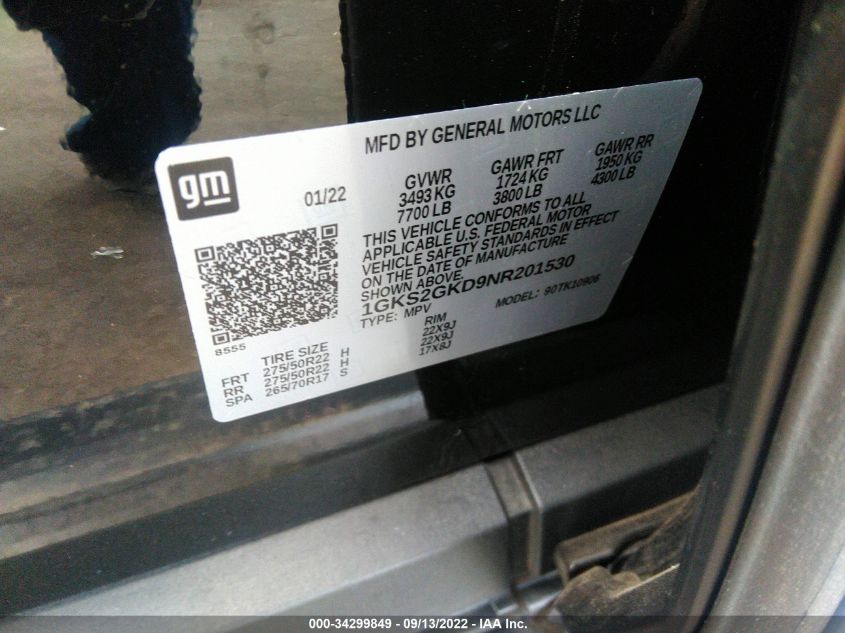 MFD BY GENERAL MOTORS LLC
gm
01/22
GVWR
3493 KG
7700 LB
GAWR FRT
1724 KG
3800 LB
GAWR RR
1950 KG
4300 LB
THIS VEHICLE CONFORMS TO ALL
APPLICABLE U.S. FEDERAL MOTOR
VEHICLE SAFETY STANDARDS IN EFFECT
ON THE DATE OF MANUFACTURE
SHOWN ABOVE.
1GKS2GKD9NR201530
TYPE: MPV MODEL: 90TK10906
8555
TIRE SIZE RIM
FRT 275/50R22 H 22X9J
RR 275/50R22 H 22X9J
SPA 265/70R17 S 17X8J
000-34299849 - 09/13/2022 - IAA Inc.